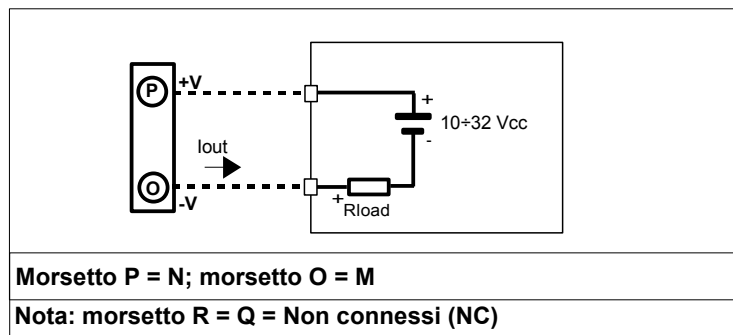 P +V
+
10÷32 Vcc
-
Iout
O -V
+ Rload
Morsetto P = N; morsetto O = M
Nota: morsetto R = Q = Non connessi (NC)